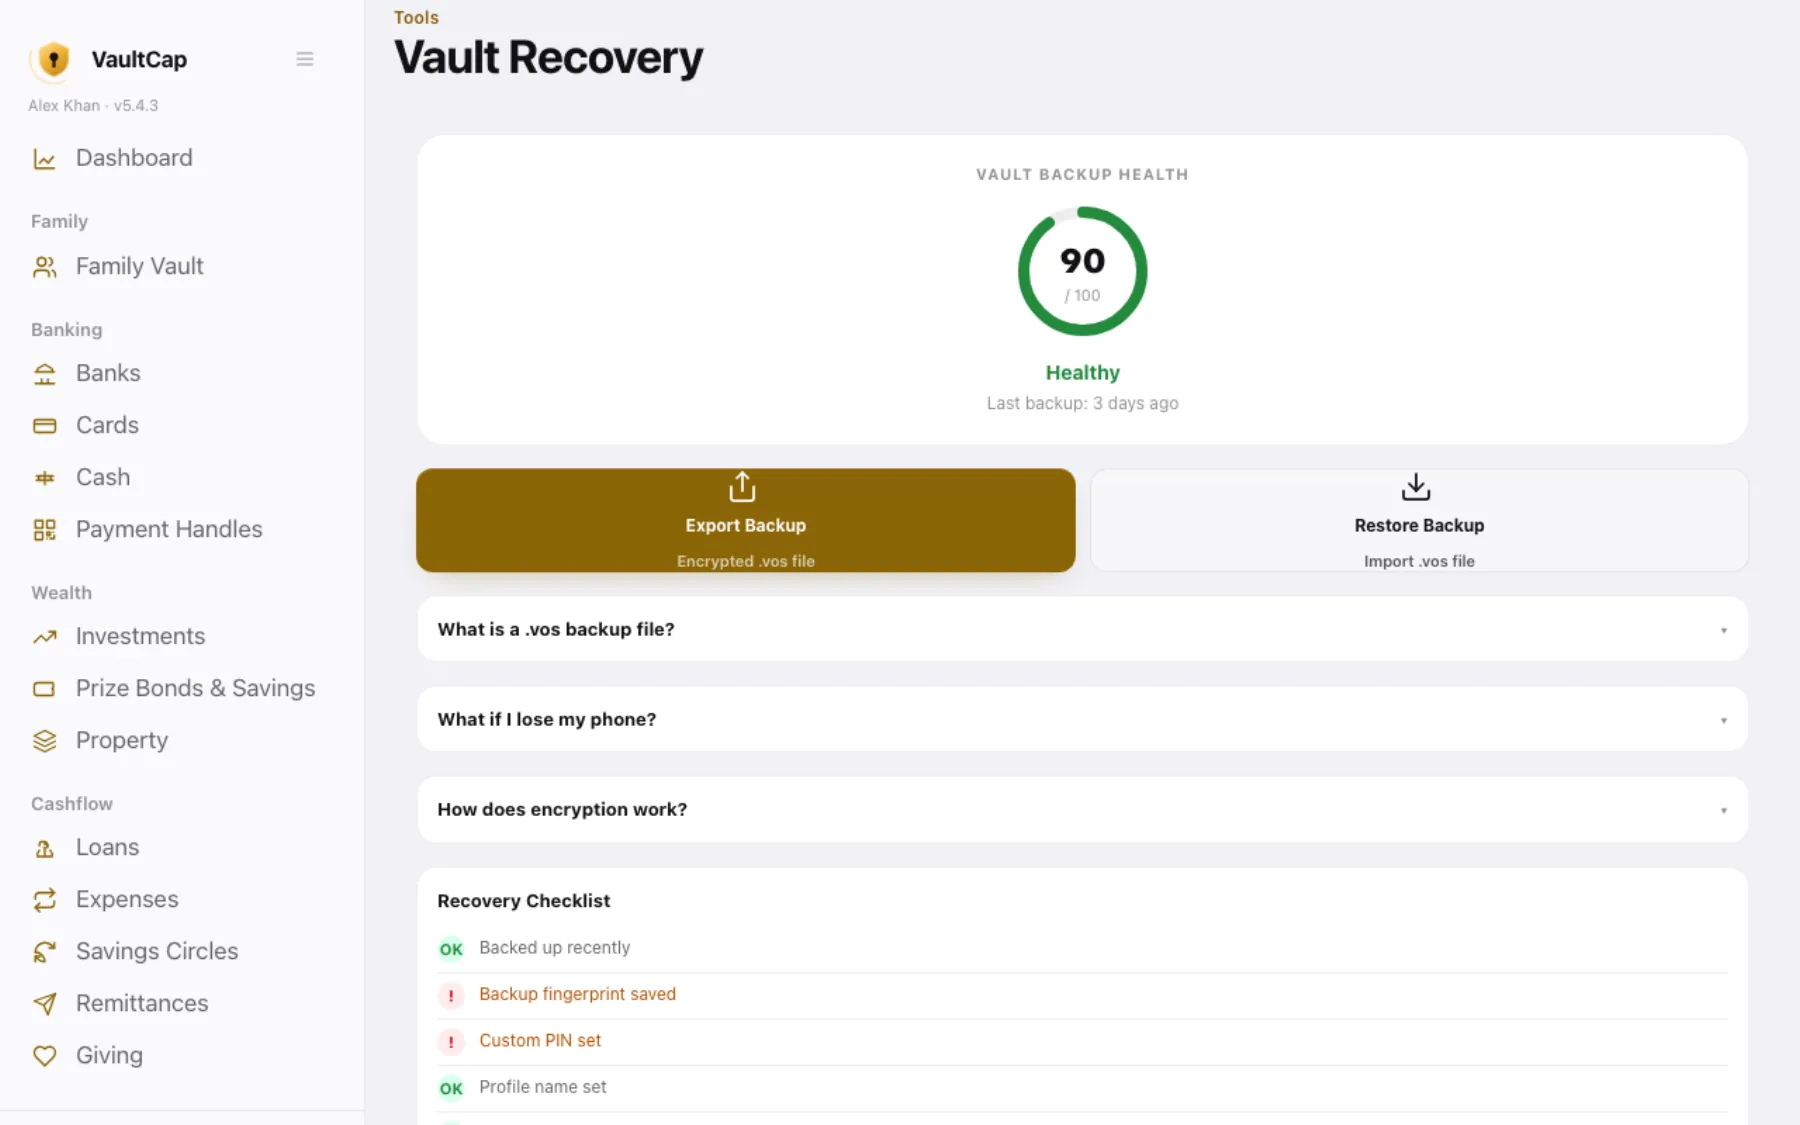 VaultCap
Alex Khan · v5.4.3
Dashboard
Family
Family Vault
Banking
Banks
Cards
Cash
Payment Handles
Wealth
Investments
Prize Bonds & Savings
Property
Cashflow
Loans
Expenses
Savings Circles
Remittances
Giving
Tools
Vault Recovery
VAULT BACKUP HEALTH
90
/ 100
Healthy
Last backup: 3 days ago
Export Backup
Encrypted .vos file
Restore Backup
Import .vos file
What is a .vos backup file?
What if I lose my phone?
How does encryption work?
Recovery Checklist
OK Backed up recently
! Backup fingerprint saved
! Custom PIN set
OK Profile name set